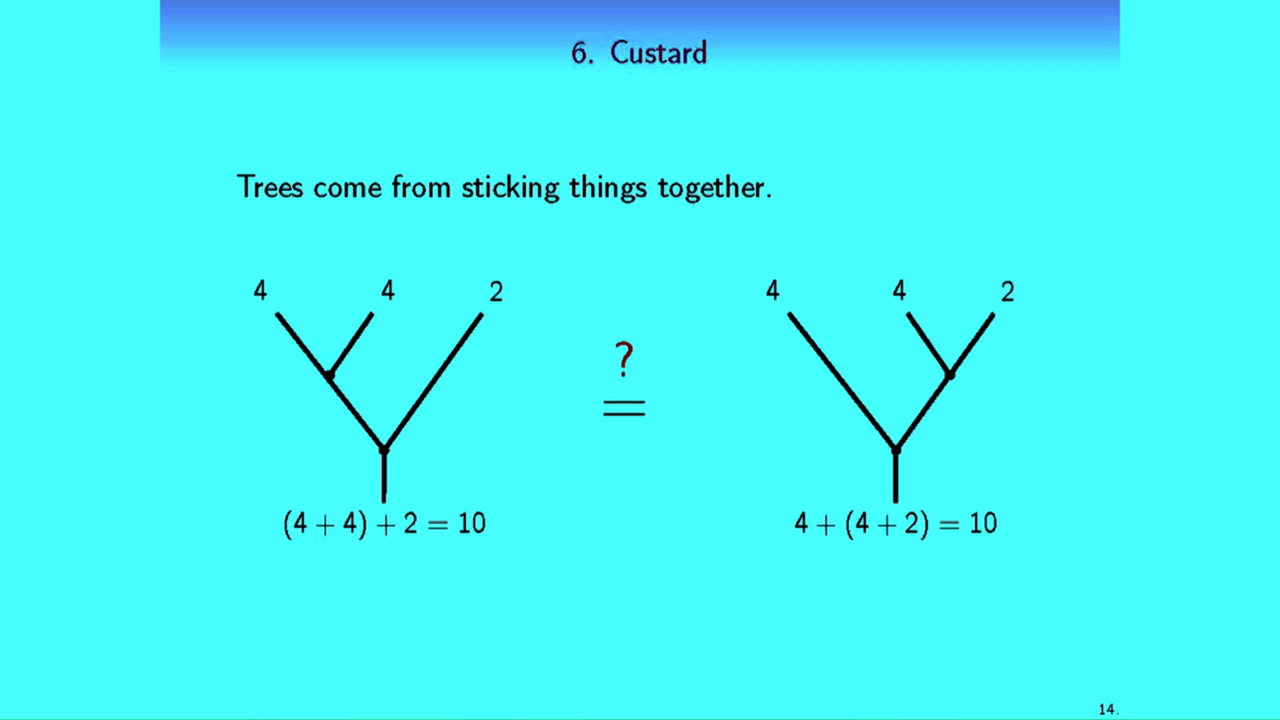 6. Custard
Trees come from sticking things together.
4 4 2
?
=
4 4 2
(4 + 4) + 2 = 10
4 + (4 + 2) = 10
14.